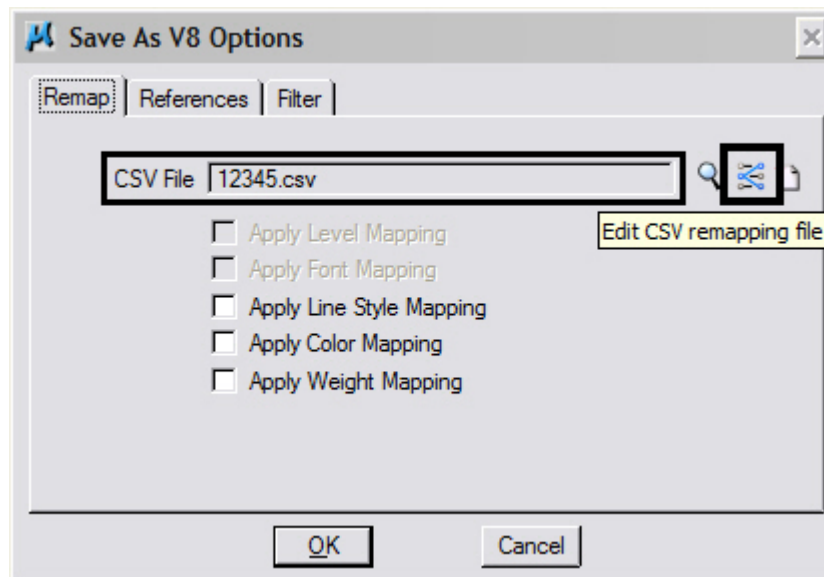 Save As V8 Options
Remap References Filter
CSV File 12345.csv
Edit CSV remapping file
Apply Level Mapping
Apply Font Mapping
Apply Line Style Mapping
Apply Color Mapping
Apply Weight Mapping
OK Cancel